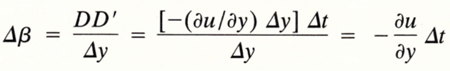 Δβ = DD′/Δy = [−(∂u/∂y) Δy] Δt/Δy = − ∂u/∂y Δt